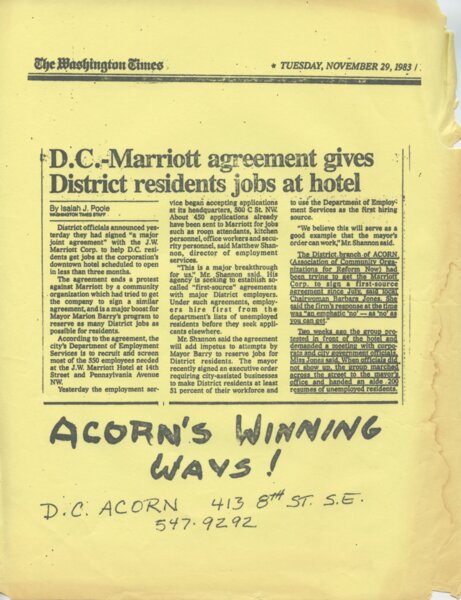 The Washington Times
★ TUESDAY, NOVEMBER 29, 1983 /
D.C.-Marriott agreement gives
District residents jobs at hotel
By Isaiah J. Poole
WASHINGTON TIMES STAFF
District officials announced yes-
terday they had signed "a major
joint agreement" with the J.W.
Marriott Corp. to help D.C. resi-
dents get jobs at the corporation's
downtown hotel scheduled to open
in less than three months.
The agreement ends a protest
against Marriott by a community
organization which had tried to get
the company to sign a similar
agreement, and is a major boost for
Mayor Marion Barry's program to
reserve as many District jobs as
possible for residents.
According to the agreement, the
city's Department of Employment
Services is to recruit and screen
most of the 550 employees needed
at the J.W. Marriott Hotel at 14th
Street and Pennsylvania Avenue
NW.
Yesterday the employment ser-
vice began accepting applications
at its headquarters, 500 C St. NW.
About 450 applications already
have been sent to Marriott for jobs
such as room atendants, kitchen
personnel, office workers and secu-
rity personnel, said Matthew Shan-
non, director of employment
services.
"This is a major breakthrough
for us," Mr. Shannon said. His
agency is seeking to establish so-
called "first-source" agreements
with major District employers.
Under such agreements, employ-
ers hire first from the
department's lists of unemployed
residents before they seek appli-
cants elsewhere.
Mr. Shannon said the agreement
will add impetus to attempts by
Mayor Barry to reserve jobs for
District residents. The mayor
recently signed an executive order
requiring city-assisted businesses
to make District residents at least
51 percent of their workforce and
to use the Department of Employ-
ment Services as the first hiring
source.
"We believe this will serve as a
good example that the mayor's
order can work," Mr. Shannon said.
The District branch of ACORN,
(Association of Community Orga-
nizations for Reform Now) had
been trying to get the Marriott
Corp. to sign a first-source
agreement since July, said local
Chairwoman Barbara Jones. She
said the firm's response at the time
was "an emphatic 'no' — as 'no' as
you can get."
Two weeks ago the group pro-
tested in front of the hotel and
demanded a meeting with corpo-
rate and city government officials,
Miss Jones said. When officials did
not show up, the group marched
across the street to the mayor's
office and handed an aide 200
resumes of unemployed residents.
ACORN'S WINNING
WAYS!
D.C. ACORN 413 8TH ST. S.E.
547-9292